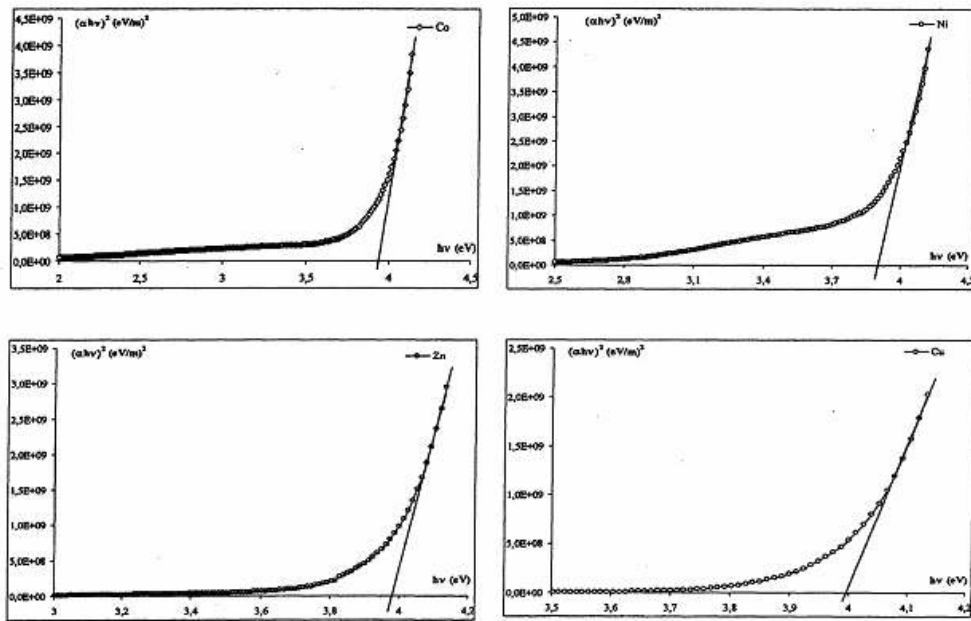 (αhν)² (eV/m)²
Co
4,5E+09
4,0E+09
3,5E+09
3,0E+09
2,5E+09
2,0E+09
1,5E+09
1,0E+09
5,0E+08
0,0E+00
hν (eV)
2 2,5 3 3,5 4 4,5
(αhν)² (eV/m)²
Ni
5,0E+09
4,5E+09
4,0E+09
3,5E+09
3,0E+09
2,5E+09
2,0E+09
1,5E+09
1,0E+09
5,0E+08
0,0E+00
hν (eV)
2,5 2,8 3,1 3,4 3,7 4
(αhν)² (eV/m)²
Zn
3,5E+09
3,0E+09
2,5E+09
2,0E+09
1,5E+09
1,0E+09
5,0E+08
0,0E+00
hν (eV)
3 3,2 3,4 3,6 3,8 4 4,2
(αhν)² (eV/m)²
Cu
2,5E+09
2,0E+09
1,5E+09
1,0E+09
5,0E+08
0,0E+00
hν (eV)
3,5 3,6 3,7 3,8 3,9 4 4,1 4,2